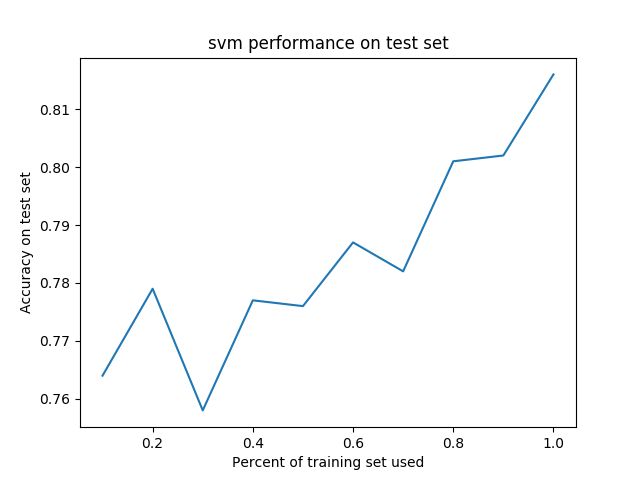 svm performance on test set
0.81
0.80
0.79
0.78
0.77
0.76
Accuracy on test set
0.2 0.4 0.6 0.8 1.0
Percent of training set used